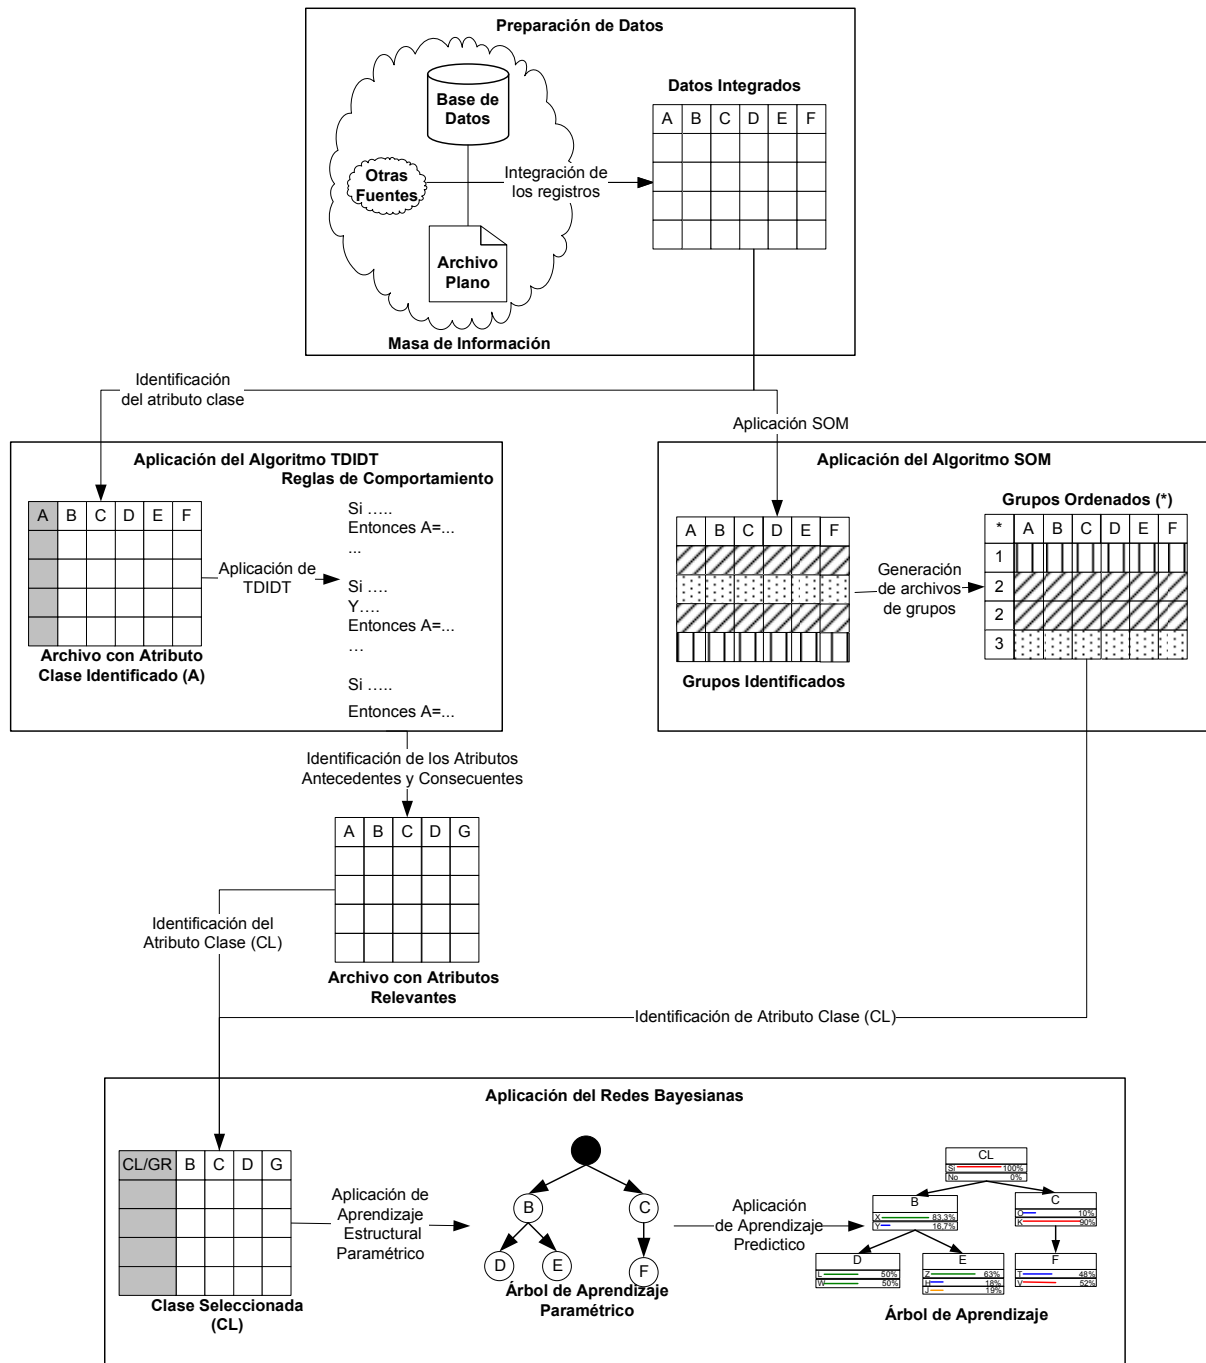 Preparación de Datos
Base de
Datos
Otras
Fuentes
Archivo
Plano
Masa de Información
Integración de
los registros
Datos Integrados
A B C D E F
Identificación
del atributo clase
Aplicación SOM
Aplicación del Algoritmo TDIDT
Reglas de Comportamiento
A B C D E F
Aplicación de
TDIDT
Si .....
Entonces A=...
...
Si ....
Y....
Entonces A=...
...
Si .....
Entonces A=...
Archivo con Atributo
Clase Identificado (A)
Aplicación del Algoritmo SOM
Grupos Ordenados (*)
A B C D E F
Grupos Identificados
Generación
de archivos
de grupos
* A B C D E F
1
2
2
3
Identificación de los Atributos
Antecedentes y Consecuentes
A B C D G
Archivo con Atributos
Relevantes
Identificación del
Atributo Clase (CL)
Identificación de Atributo Clase (CL)
Aplicación del Redes Bayesianas
CL/GR B C D G
Clase Seleccionada
(CL)
Aplicación de
Aprendizaje
Estructural
Paramétrico
B C
D E F
Árbol de Aprendizaje
Paramétrico
Aplicación
de Aprendizaje
Predictico
CL
Si 100%
No 0%
B
X 83,3%
Y 16,7%
C
O 10%
K 90%
D
L 50%
W 50%
E
Z 63%
H 18%
J 19%
F
T 48%
V 52%
Árbol de Aprendizaje